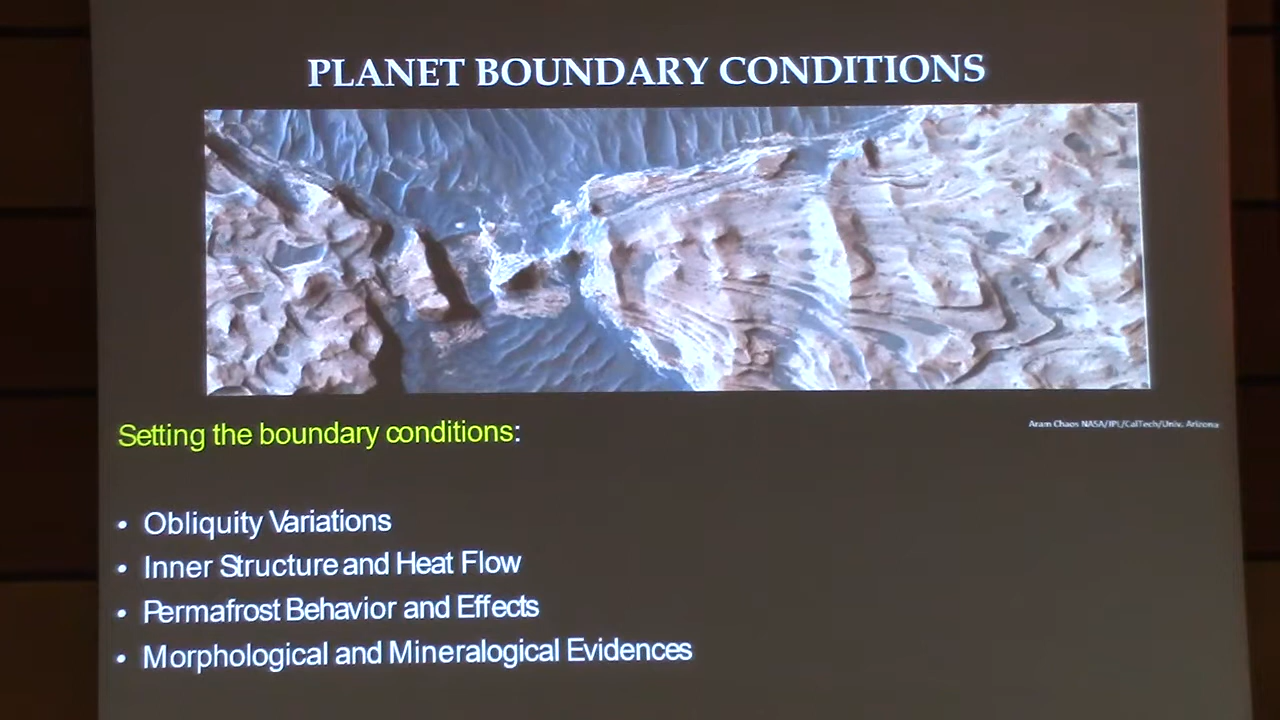 PLANET BOUNDARY CONDITIONS
Aram Chaos NASA/JPL/CalTech/Univ. Arizona
Setting the boundary conditions:
• Obliquity Variations
• Inner Structure and Heat Flow
• Permafrost Behavior and Effects
• Morphological and Mineralogical Evidences